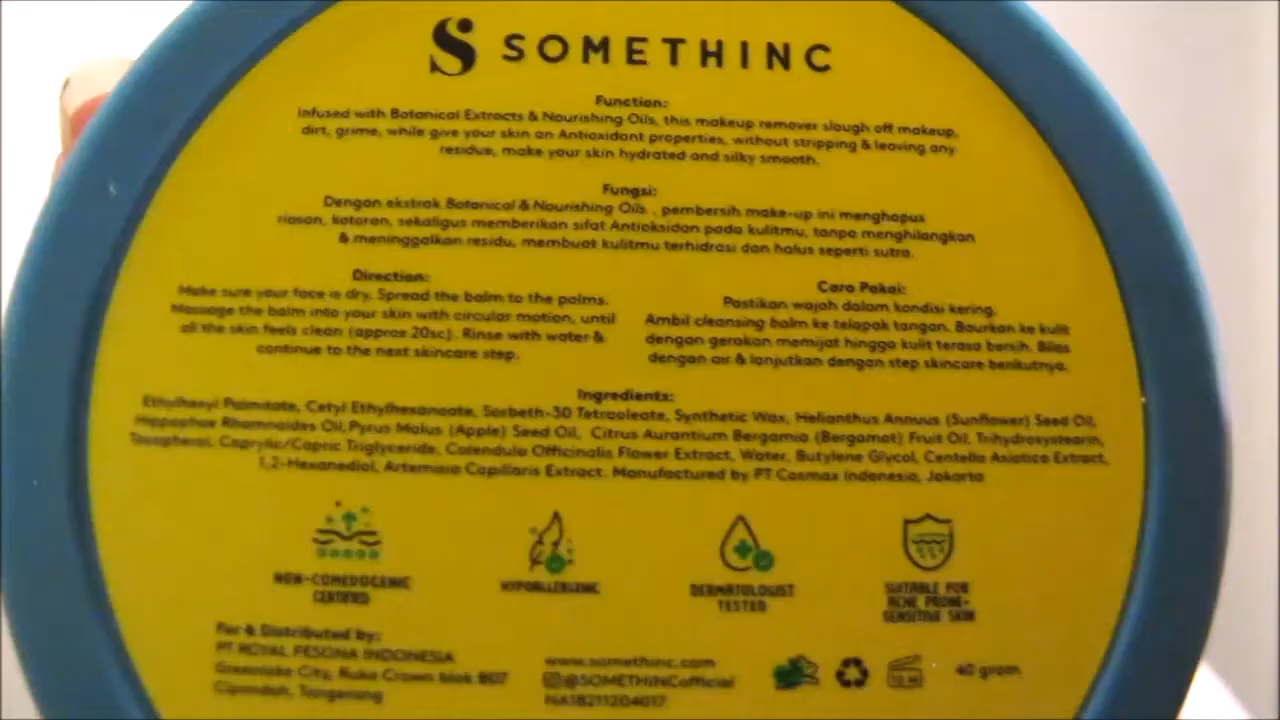 S SOMETHINC
Function:
Infused with Botanical Extracts & Nourishing Oils, this makeup remover slough off makeup,
dirt, grime, while give your skin an Antioxidant properties, without stripping & leaving any
residue, make your skin hydrated and silky smooth.
Fungsi:
Dengan ekstrak Botanical & Nourishing Oils , pembersih make-up ini menghapus
riasan, kotoran, sekaligus memberikan sifat Antioksidan pada kulitmu, tanpa menghilangkan
& meninggalkan residu, membuat kulitmu terhidrasi dan halus seperti sutra.
Direction:
Make sure your face is dry. Spread the balm to the palms.
Massage the balm into your skin with circular motion, until
all the skin feels clean (approx 20sc). Rinse with water &
continue to the next skincare step.
Cara Pakai:
Pastikan wajah dalam kondisi kering.
Ambil cleansing balm ke telapak tangan. Baurkan ke kulit
dengan gerakan memijat hingga kulit terasa bersih. Bilas
dengan air & lanjutkan dengan step skincare berikutnya.
Ingredients:
Ethylhexyl Palmitate, Cetyl Ethylhexanoate, Sorbeth-30 Tetraoleate, Synthetic Wax, Helianthus Annuus (Sunflower) Seed Oil,
Hippophae Rhamnoides Oil, Pyrus Malus (Apple) Seed Oil, Citrus Aurantium Bergamia (Bergamot) Fruit Oil, Trihydroxystearin,
Tocopherol, Caprylic/Capric Triglyceride, Calendula Officinalis Flower Extract, Water, Butylene Glycol, Centella Asiatica Extract,
1,2-Hexanediol, Artemisia Capillaris Extract. Manufactured by PT Cosmax Indonesia, Jakarta
NON-COMEDOGENIC
CERTIFIED
HYPOALLERGENIC
DERMATOLOGIST
TESTED
SUITABLE FOR
ACNE PRONE-
SENSITIVE SKIN
For & Distributed by:
PT ROYAL PESONA INDONESIA
Greenlake City, Ruko Crown blok B07
Cipondoh, Tangerang
www.somethinc.com
@SOMETHINCofficial
NA18211204017
12 M
40 gram